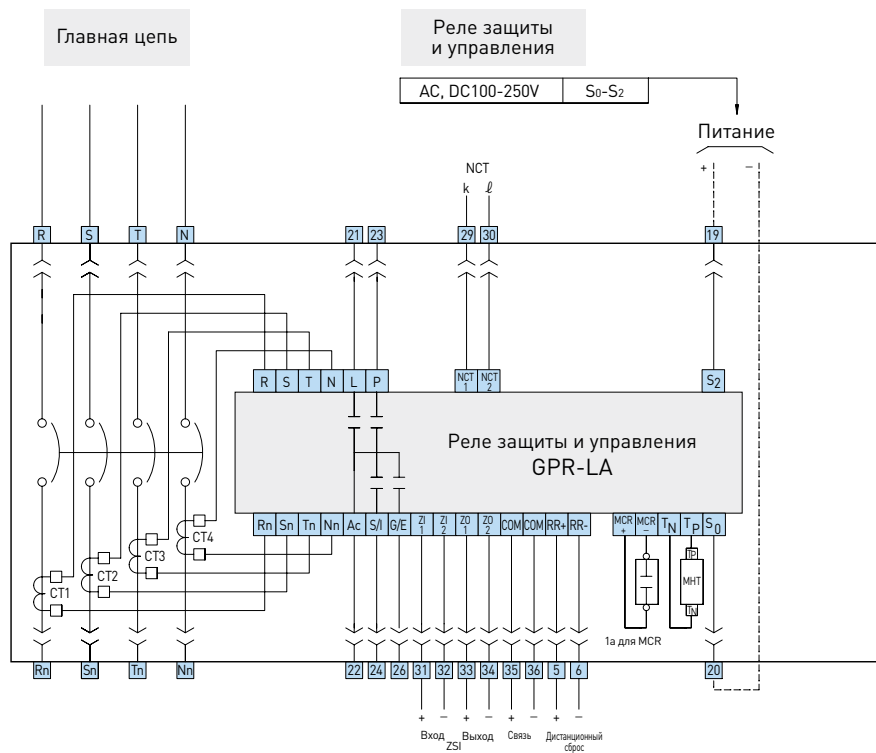 Главная цепь
Реле защиты
и управления
AC, DC100-250V S0-S2
Питание
+ −
NCT
k ℓ
R S T N 21 23 29 30 19
R S T N L P NCT 1 NCT 2 S2
Реле защиты и управления
GPR-LA
Rn Sn Tn Nn Ac S/I G/E ZI 1 ZI 2 ZO 1 ZO 2 COM COM RR+ RR- MCR + MCR − TN TP S0
CT4
CT3
CT2
CT1
TP
МНТ
TN
1a для MCR
Rn Sn Tn Nn 22 24 26 31 32 33 34 35 36 5 6 20
+ − + − + − + −
Вход Выход Связь Дистанционный
ZSI сброс